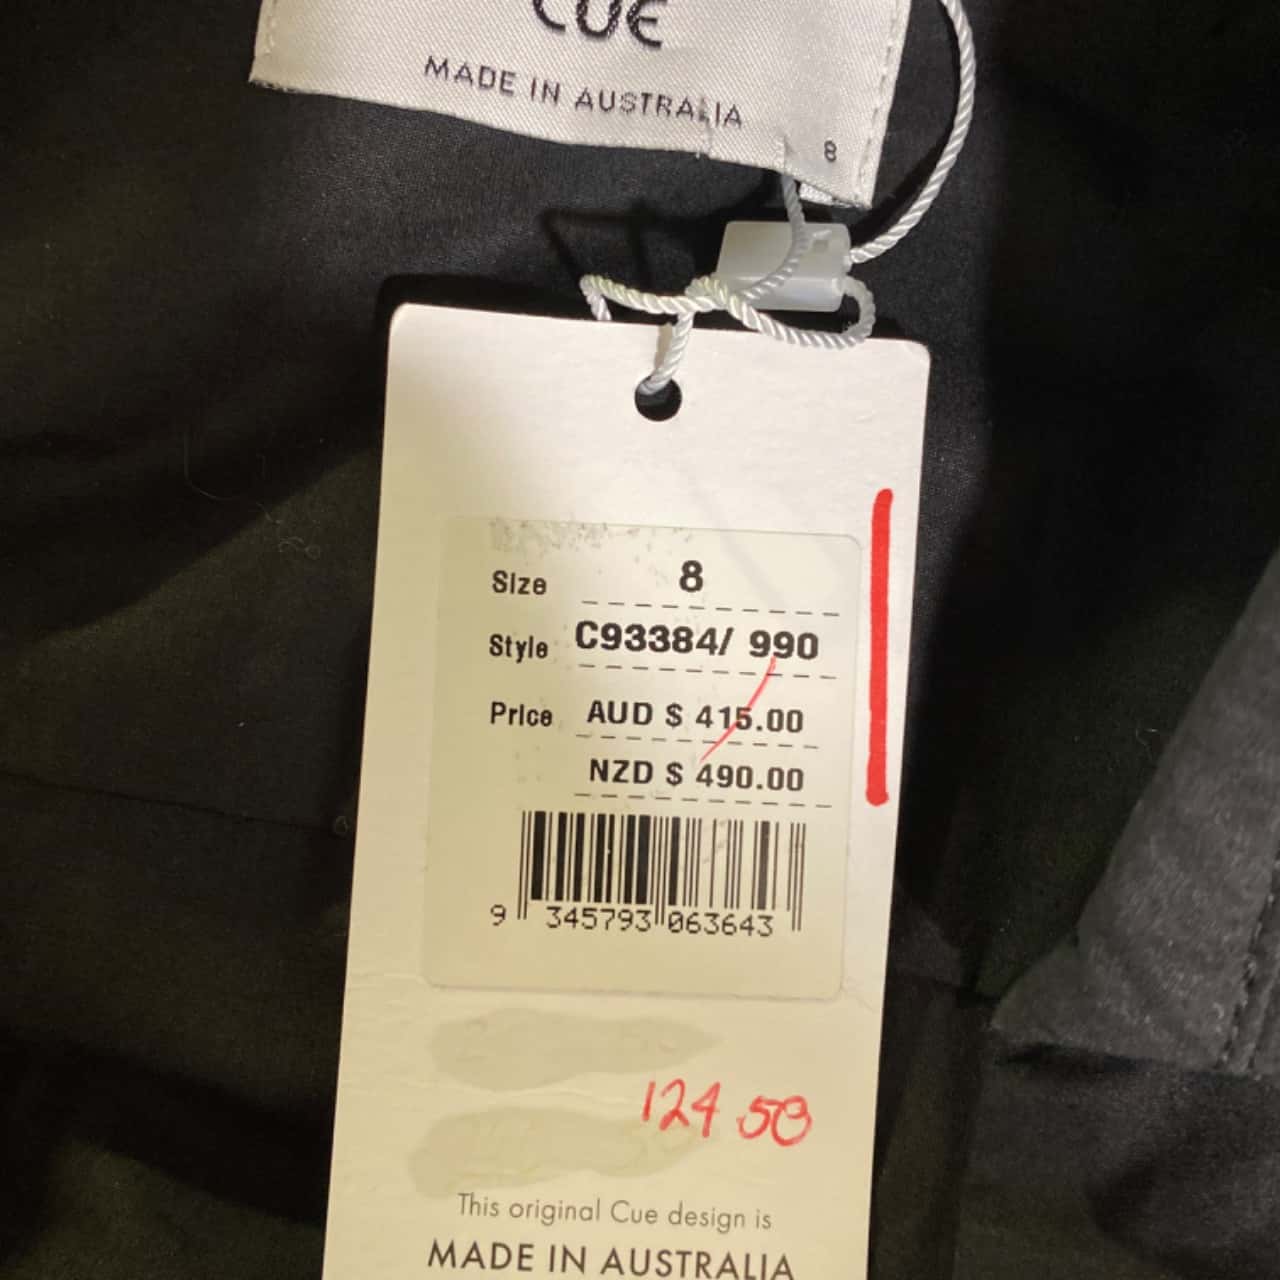 CUE
MADE IN AUSTRALIA
8
Size 8
Style C93384/ 990
Price AUD $ 415.00
NZD $ 490.00
9 345793 063643
124 50
This original Cue design is
MADE IN AUSTRALIA